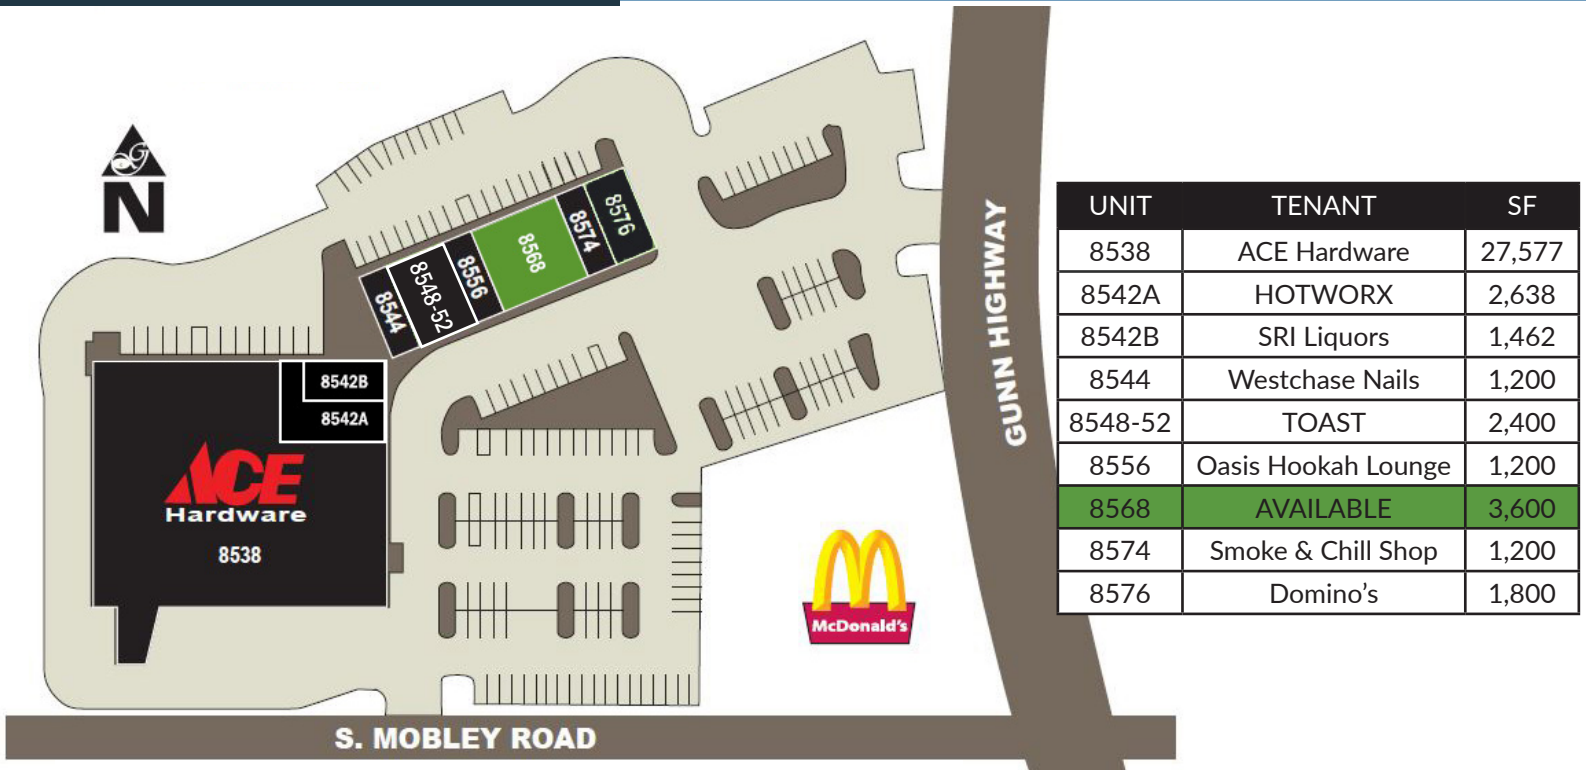 N
8576
8574
8568
8556
8548-52
8544
8542B
8542A
ACE
Hardware
8538
McDonald's
GUNN HIGHWAY
S. MOBLEY ROAD
UNIT TENANT SF
8538 ACE Hardware 27,577
8542A HOTWORX 2,638
8542B SRI Liquors 1,462
8544 Westchase Nails 1,200
8548-52 TOAST 2,400
8556 Oasis Hookah Lounge 1,200
8568 AVAILABLE 3,600
8574 Smoke & Chill Shop 1,200
8576 Domino’s 1,800